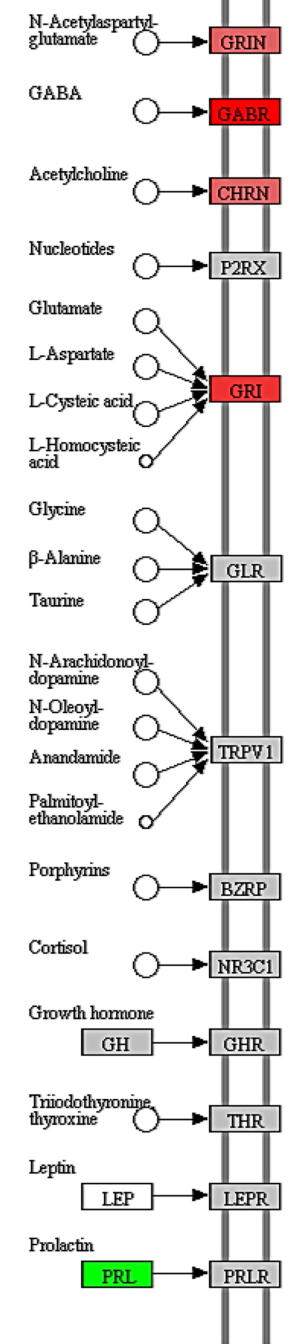 N-Acetylaspartyl-
glutamate
GRIN
GABA
GABR
Acetylcholine
CHRN
Nucleotides
P2RX
Glutamate
L-Aspartate
GRI
L-Cysteic acid
L-Homocysteic
acid
Glycine
β-Alanine
GLR
Taurine
N-Arachidonoyl-
dopamine
N-Oleoyl-
dopamine
TRPV1
Anandamide
Palmitoyl-
ethanolamide
Porphyrins
BZRP
Cortisol
NR3C1
Growth hormone
GH GHR
Triiodothyronine
thyroxine
THR
Leptin
LEP LEPR
Prolactin
PRL PRLR